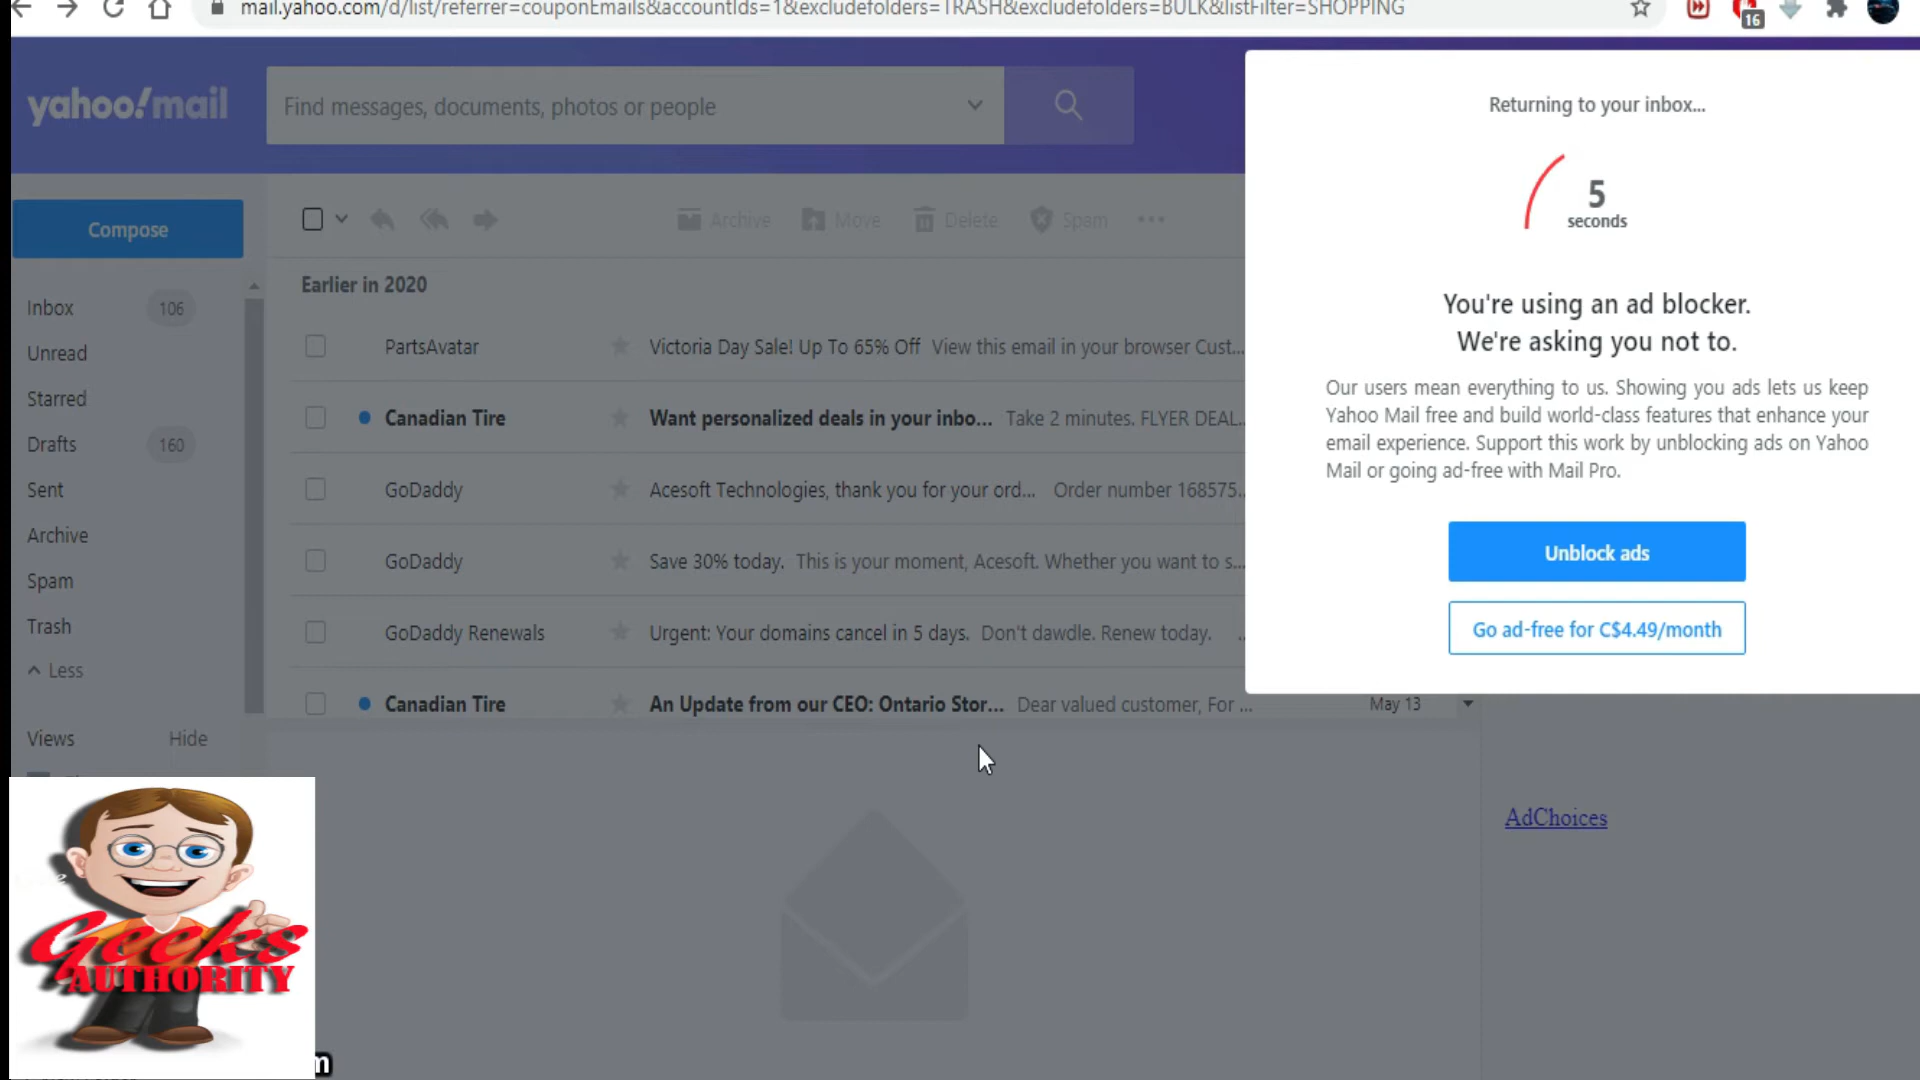 mail.yahoo.com/d/list/referrer=couponEmails&accountIds=1&excludefolders=TRASH&excludefolders=BULK&listFilter=SHOPPING
16
yahoo!mail
Find messages, documents, photos or people
Returning to your inbox...
5
seconds
You're using an ad blocker.
We're asking you not to.
Our users mean everything to us. Showing you ads lets us keep
Yahoo Mail free and build world-class features that enhance your
email experience. Support this work by unblocking ads on Yahoo
Mail or going ad-free with Mail Pro.
Unblock ads
Go ad-free for C$4.49/month
Compose
Archive Move Delete Spam
Inbox 106
Unread
Starred
Drafts 160
Sent
Archive
Spam
Trash
Less
Views Hide
Earlier in 2020
PartsAvatar Victoria Day Sale! Up To 65% Off View this email in your browser Cust...
Canadian Tire Want personalized deals in your inbo... Take 2 minutes. FLYER DEAL...
GoDaddy Acesoft Technologies, thank you for your ord... Order number 168575...
GoDaddy Save 30% today. This is your moment, Acesoft. Whether you want to s...
GoDaddy Renewals Urgent: Your domains cancel in 5 days. Don't dawdle. Renew today. ...
Canadian Tire An Update from our CEO: Ontario Stor... Dear valued customer, For ... May 13
AdChoices
Geeks
AUTHORITY
m